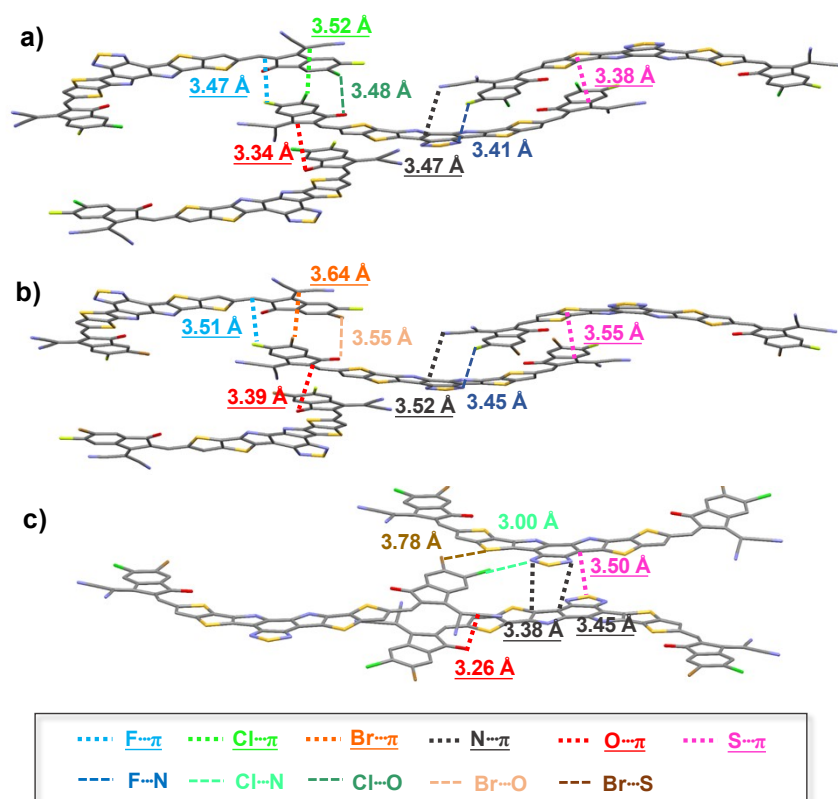 a)
3.52 Å
3.47 Å
3.48 Å
3.38 Å
3.34 Å
3.47 Å
3.41 Å
b)
3.64 Å
3.51 Å
3.55 Å
3.55 Å
3.39 Å
3.52 Å
3.45 Å
c)
3.00 Å
3.78 Å
3.50 Å
3.38 Å
3.45 Å
3.26 Å
F···π Cl···π Br···π N···π O···π S···π
F···N Cl···N Cl···O Br···O Br···S